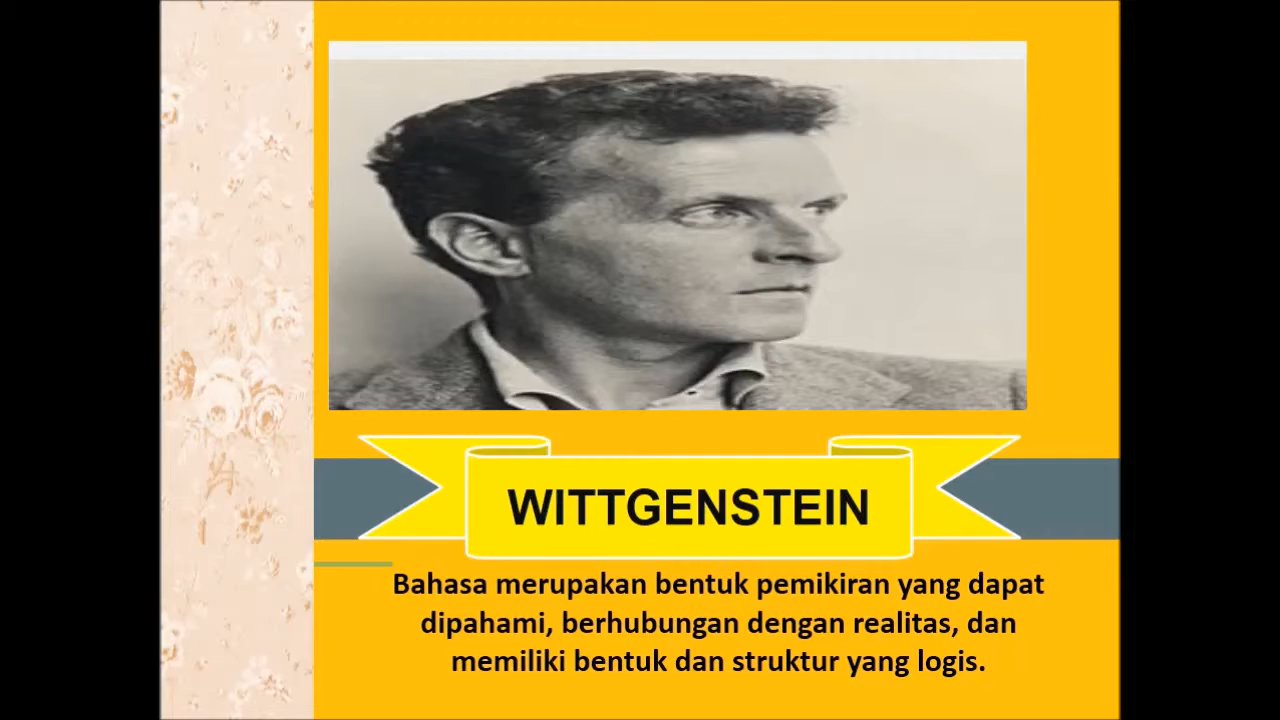 WITTGENSTEIN
Bahasa merupakan bentuk pemikiran yang dapat
dipahami, berhubungan dengan realitas, dan
memiliki bentuk dan struktur yang logis.